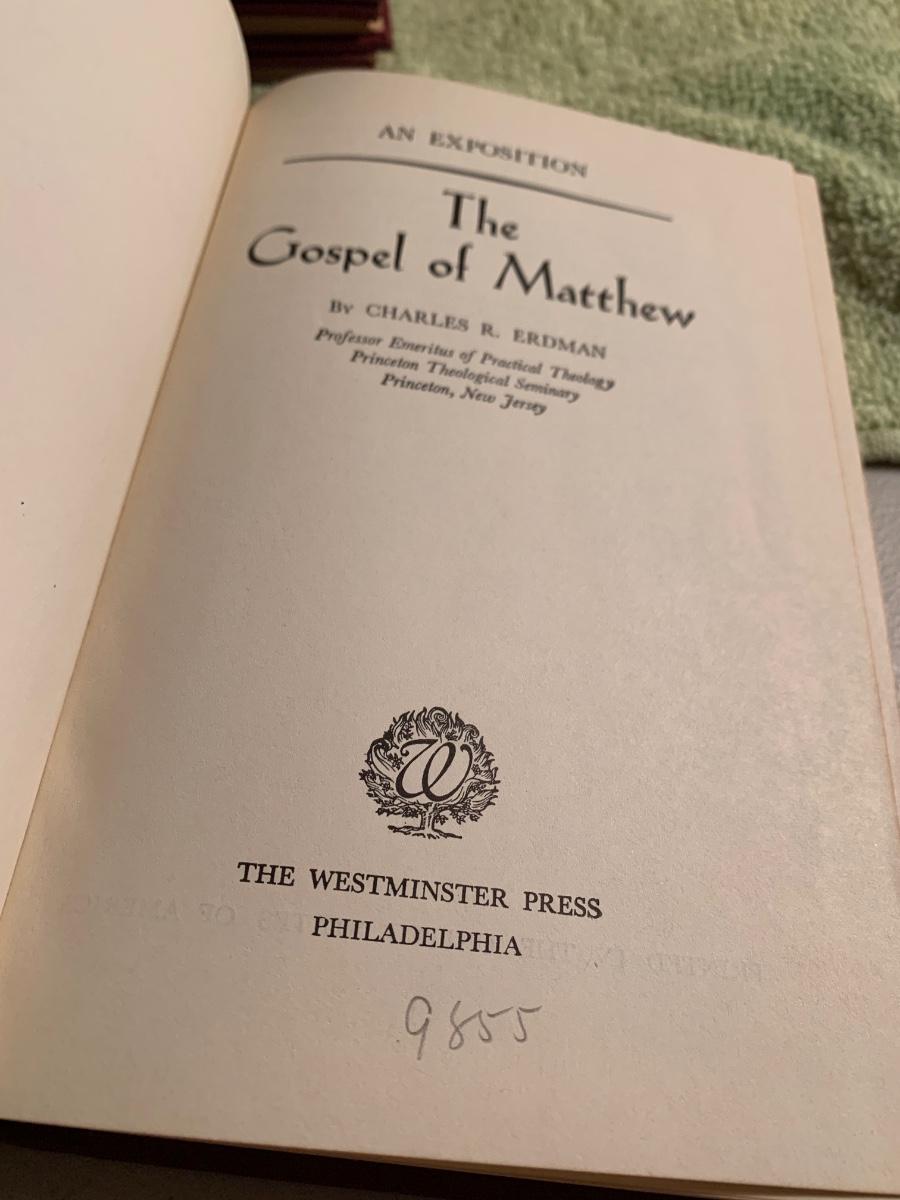 AN EXPOSITION
The
Gospel of Matthew
By CHARLES R. ERDMAN
Professor Emeritus of Practical Theology
Princeton Theological Seminary
Princeton, New Jersey
W
THE WESTMINSTER PRESS
PHILADELPHIA
9855